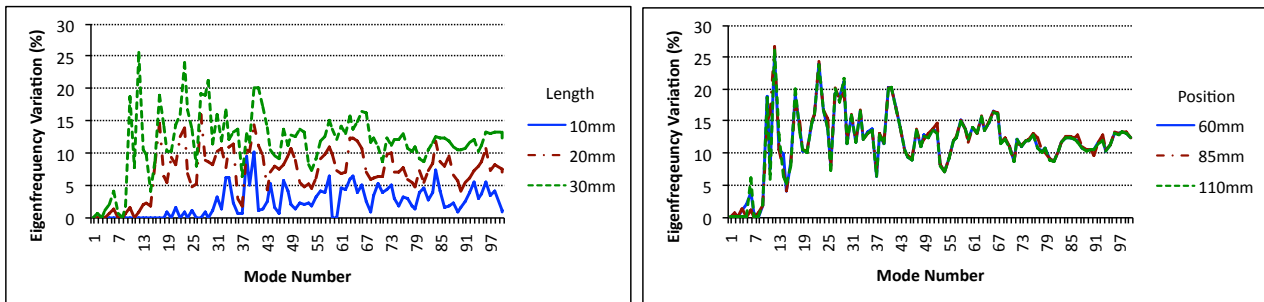 Eigenfrequency Variation (%)
30
25
20
15
10
5
0
1 7 13 19 25 31 37 43 49 55 61 67 73 79 85 91 97
Mode Number
Length
10mm
20mm
30mm
Eigenfrequency Variation (%)
30
25
20
15
10
5
0
1 7 13 19 25 31 37 43 49 55 61 67 73 79 85 91 97
Mode Number
Position
60mm
85mm
110mm